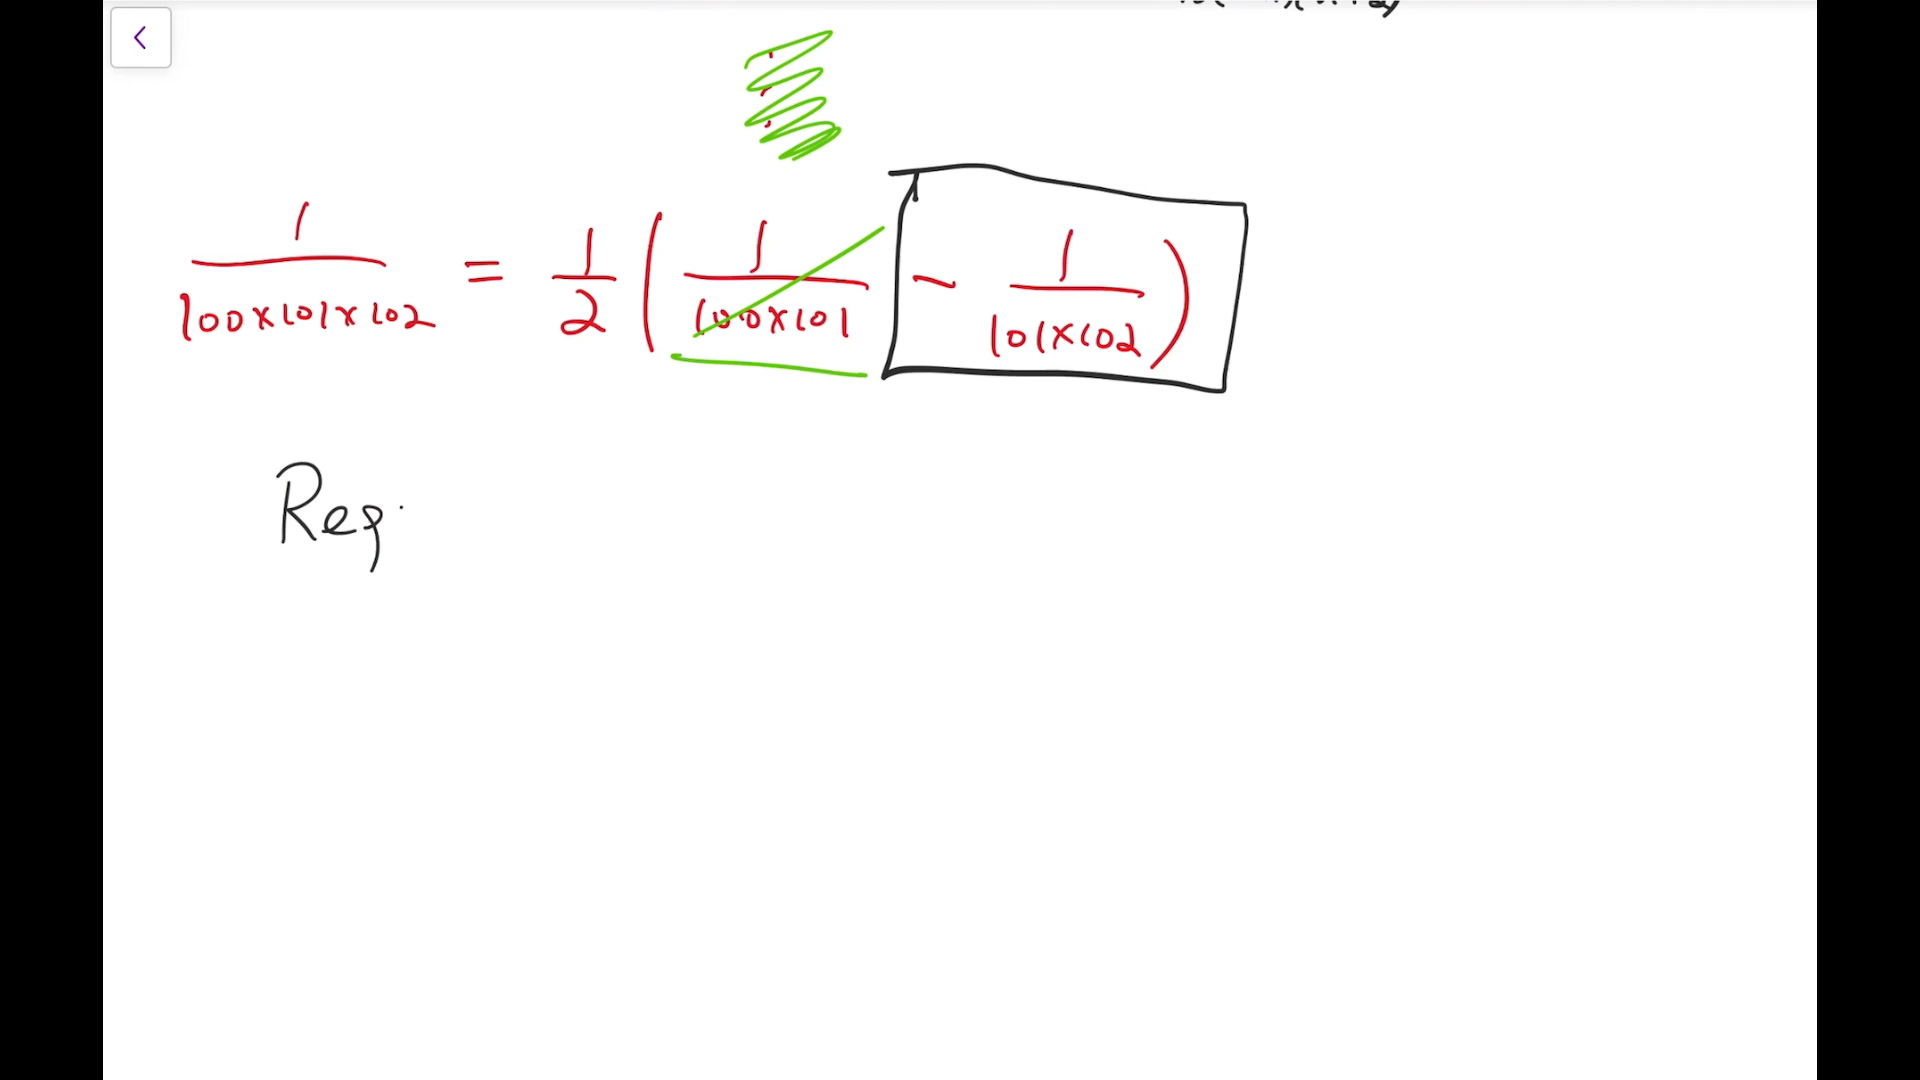 1/(100×101×102) = 1/2 (1/(100×101) - 1/(101×102))
Req.